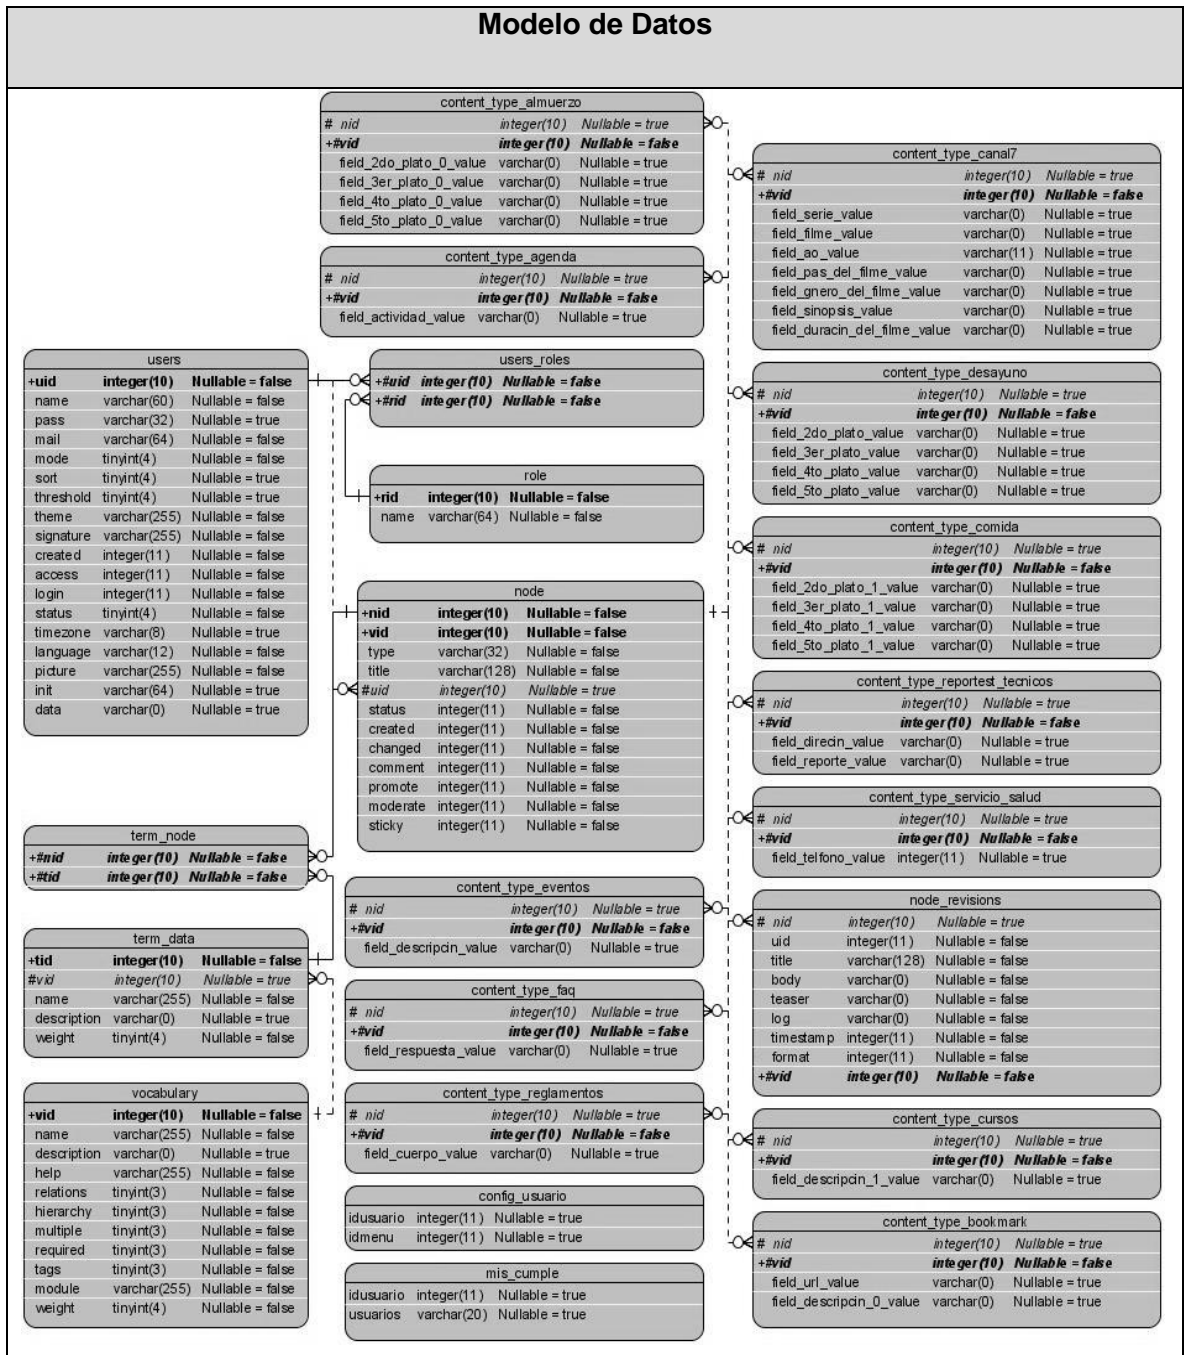 Modelo de Datos
content_type_almuerzo
# nid integer(10) Nullable = true
+#vid integer(10) Nullable = false
field_2do_plato_0_value varchar(0) Nullable = true
field_3er_plato_0_value varchar(0) Nullable = true
field_4to_plato_0_value varchar(0) Nullable = true
field_5to_plato_0_value varchar(0) Nullable = true
content_type_agenda
# nid integer(10) Nullable = true
+#vid integer(10) Nullable = false
field_actividad_value varchar(0) Nullable = true
content_type_canal7
# nid integer(10) Nullable = true
+#vid integer(10) Nullable = false
field_serie_value varchar(0) Nullable = true
field_filme_value varchar(0) Nullable = true
field_ao_value varchar(11) Nullable = true
field_pas_del_filme_value varchar(0) Nullable = true
field_gnero_del_filme_value varchar(0) Nullable = true
field_sinopsis_value varchar(0) Nullable = true
field_duracin_del_filme_value varchar(0) Nullable = true
users
+uid integer(10) Nullable = false
name varchar(60) Nullable = false
pass varchar(32) Nullable = true
mail varchar(64) Nullable = false
mode tinyint(4) Nullable = false
sort tinyint(4) Nullable = true
threshold tinyint(4) Nullable = true
theme varchar(255) Nullable = false
signature varchar(255) Nullable = false
created integer(11) Nullable = false
access integer(11) Nullable = false
login integer(11) Nullable = false
status tinyint(4) Nullable = false
timezone varchar(8) Nullable = true
language varchar(12) Nullable = false
picture varchar(255) Nullable = false
init varchar(64) Nullable = true
data varchar(0) Nullable = true
users_roles
+#uid integer(10) Nullable = false
+#rid integer(10) Nullable = false
role
+rid integer(10) Nullable = false
name varchar(64) Nullable = false
node
+nid integer(10) Nullable = false
+vid integer(10) Nullable = false
type varchar(32) Nullable = false
title varchar(128) Nullable = false
#uid integer(10) Nullable = true
status integer(11) Nullable = false
created integer(11) Nullable = false
changed integer(11) Nullable = false
comment integer(11) Nullable = false
promote integer(11) Nullable = false
moderate integer(11) Nullable = false
sticky integer(11) Nullable = false
content_type_desayuno
# nid integer(10) Nullable = true
+#vid integer(10) Nullable = false
field_2do_plato_value varchar(0) Nullable = true
field_3er_plato_value varchar(0) Nullable = true
field_4to_plato_value varchar(0) Nullable = true
field_5to_plato_value varchar(0) Nullable = true
content_type_comida
# nid integer(10) Nullable = true
+#vid integer(10) Nullable = false
field_2do_plato_1_value varchar(0) Nullable = true
field_3er_plato_1_value varchar(0) Nullable = true
field_4to_plato_1_value varchar(0) Nullable = true
field_5to_plato_1_value varchar(0) Nullable = true
content_type_reportest_tecnicos
# nid integer(10) Nullable = true
+#vid integer(10) Nullable = false
field_direcin_value varchar(0) Nullable = true
field_reporte_value varchar(0) Nullable = true
content_type_servicio_salud
# nid integer(10) Nullable = true
+#vid integer(10) Nullable = false
field_telfono_value integer(11) Nullable = true
term_node
+#nid integer(10) Nullable = false
+#tid integer(10) Nullable = false
term_data
+tid integer(10) Nullable = false
#vid integer(10) Nullable = true
name varchar(255) Nullable = false
description varchar(0) Nullable = true
weight tinyint(4) Nullable = false
vocabulary
+vid integer(10) Nullable = false
name varchar(255) Nullable = false
description varchar(0) Nullable = true
help varchar(255) Nullable = false
relations tinyint(3) Nullable = false
hierarchy tinyint(3) Nullable = false
multiple tinyint(3) Nullable = false
required tinyint(3) Nullable = false
tags tinyint(3) Nullable = false
module varchar(255) Nullable = false
weight tinyint(4) Nullable = false
content_type_eventos
# nid integer(10) Nullable = true
+#vid integer(10) Nullable = false
field_descripcin_value varchar(0) Nullable = true
content_type_faq
# nid integer(10) Nullable = true
+#vid integer(10) Nullable = false
field_respuesta_value varchar(0) Nullable = true
content_type_reglamentos
# nid integer(10) Nullable = true
+#vid integer(10) Nullable = false
field_cuerpo_value varchar(0) Nullable = true
config_usuario
idusuario integer(11) Nullable = true
idmenu integer(11) Nullable = true
mis_cumple
idusuario integer(11) Nullable = true
usuarios varchar(20) Nullable = true
node_revisions
# nid integer(10) Nullable = true
uid integer(11) Nullable = false
title varchar(128) Nullable = false
body varchar(0) Nullable = false
teaser varchar(0) Nullable = false
log varchar(0) Nullable = false
timestamp integer(11) Nullable = false
format integer(11) Nullable = false
+#vid integer(10) Nullable = false
content_type_cursos
# nid integer(10) Nullable = true
+#vid integer(10) Nullable = false
field_descripcin_1_value varchar(0) Nullable = true
content_type_bookmark
# nid integer(10) Nullable = true
+#vid integer(10) Nullable = false
field_url_value varchar(0) Nullable = true
field_descripcin_0_value varchar(0) Nullable = true